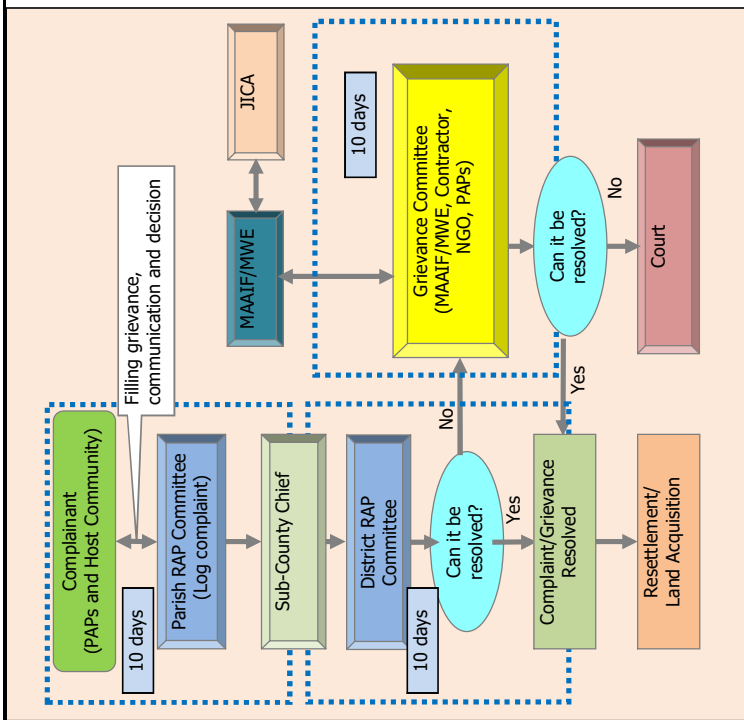 Complainant
(PAPs and Host Community)
Filling grievance,
communication and decision
10 days
Parish RAP Committee
(Log complaint)
Sub-County Chief
District RAP
Committee
10 days
Can it be
resolved?
No
Yes
Complaint/Grievance
Resolved
Resettlement/
Land Acquisition
JICA
MAAIF/MWE
10 days
Grievance Committee
(MAAIF/MWE, Contractor,
NGO, PAPs)
Can it be
resolved?
Yes
No
Court